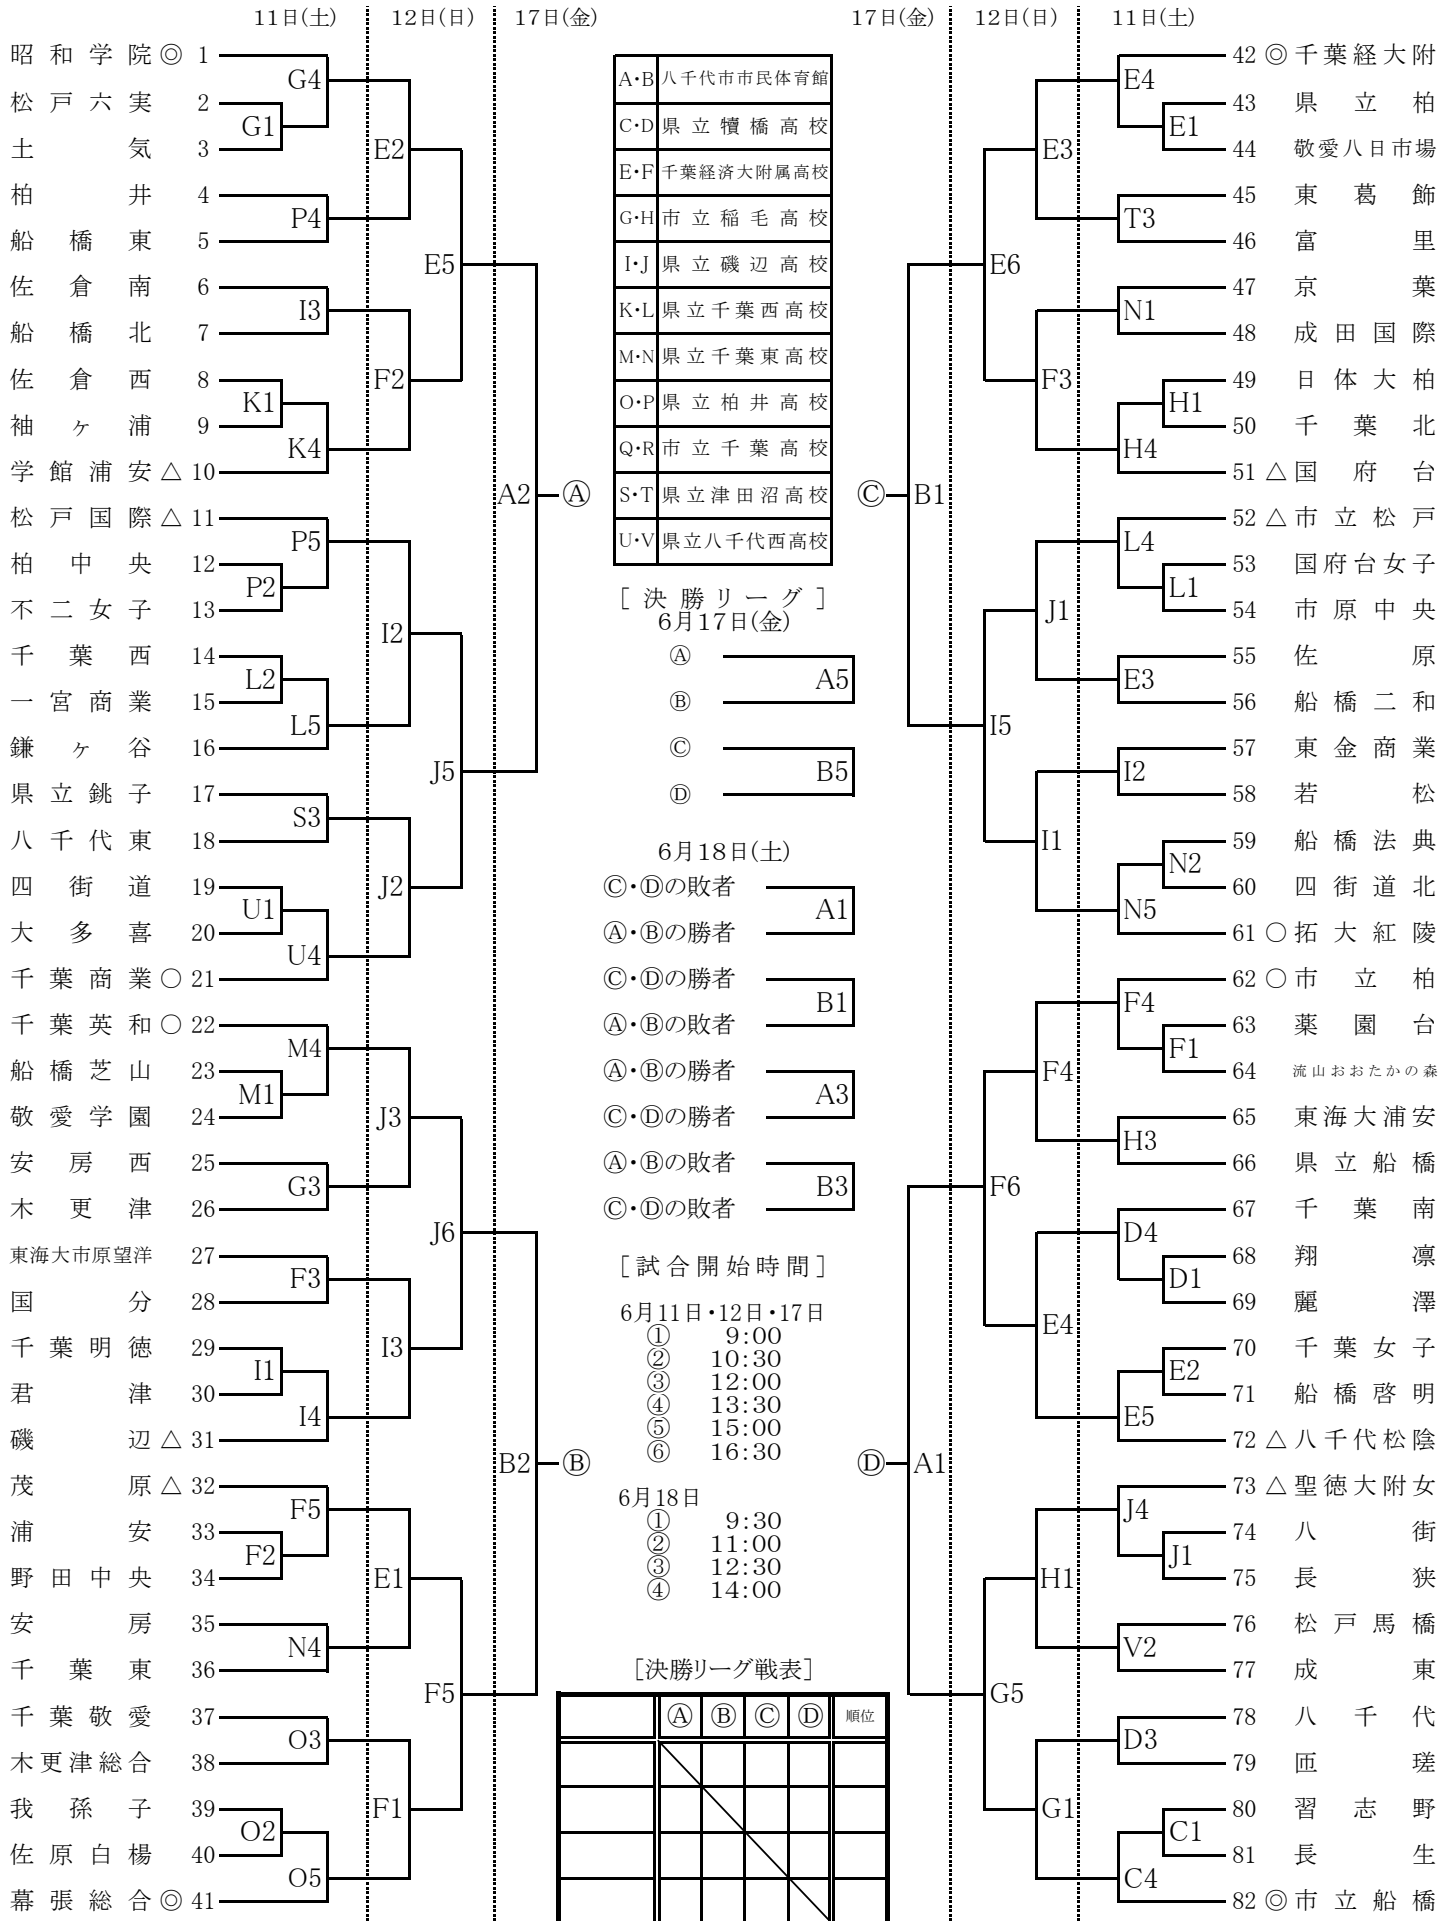 11日(土) 12日(日) 17日(金)
昭和学院◎ 1
松戸六実 2
土気 3
柏井 4
船橋東 5
佐倉南 6
船橋北 7
佐倉西 8
袖ヶ浦 9
学館浦安△ 10
松戸国際△ 11
柏中央 12
不二女子 13
千葉西 14
一宮商業 15
鎌ヶ谷 16
県立銚子 17
八千代東 18
四街道 19
大多喜 20
千葉商業○ 21
千葉英和○ 22
船橋芝山 23
敬愛学園 24
安房西 25
木更津 26
東海大市原望洋 27
国分 28
千葉明徳 29
君津 30
磯辺△ 31
茂原△ 32
浦安 33
野田中央 34
安房 35
千葉東 36
千葉敬愛 37
木更津総合 38
我孫子 39
佐原白楊 40
幕張総合◎ 41
G4
G1
P4
I3
K1
K4
P5
P2
L2
L5
S3
U1
U4
M4
M1
G3
F3
I1
I4
F5
F2
N4
O3
O2
O5
E2
F2
I2
J2
J3
I3
E1
F1
E5
J5
J6
F5
A2 Ⓐ
B2 Ⓑ
A・B 八千代市市民体育館
C・D 県立犢橋高校
E・F 千葉経済大附属高校
G・H 市立稲毛高校
I・J 県立磯辺高校
K・L 県立千葉西高校
M・N 県立千葉東高校
O・P 県立柏井高校
Q・R 市立千葉高校
S・T 県立津田沼高校
U・V 県立八千代西高校
[決勝リーグ]
6月17日(金)
Ⓐ
A5
Ⓑ
Ⓒ
B5
Ⓓ
6月18日(土)
Ⓒ・Ⓓの敗者
A1
Ⓐ・Ⓑの勝者
Ⓒ・Ⓓの勝者
B1
Ⓐ・Ⓑの敗者
Ⓐ・Ⓑの勝者
A3
Ⓒ・Ⓓの勝者
Ⓐ・Ⓑの敗者
B3
Ⓒ・Ⓓの敗者
[試合開始時間]
6月11日・12日・17日
① 9:00
② 10:30
③ 12:00
④ 13:30
⑤ 15:00
⑥ 16:30
6月18日
① 9:30
② 11:00
③ 12:30
④ 14:00
[決勝リーグ戦表]
Ⓐ Ⓑ Ⓒ Ⓓ 順位
17日(金) 12日(日) 11日(土)
Ⓒ B1
Ⓓ A1
E6
I5
F6
G5
E3
F3
J1
I1
F4
E4
H1
G1
E4
E1
T3
N1
H1
H4
L4
L1
E3
I2
N2
N5
F4
F1
H3
D4
D1
E2
E5
J4
J1
V2
D3
C1
C4
42 ◎千葉経大附
43 県立柏
44 敬愛八日市場
45 東葛飾
46 富里
47 京葉
48 成田国際
49 日体大柏
50 千葉北
51 △国府台
52 △市立松戸
53 国府台女子
54 市原中央
55 佐原
56 船橋二和
57 東金商業
58 若松
59 船橋法典
60 四街道北
61 ○拓大紅陵
62 ○市立柏
63 薬園台
64 流山おおたかの森
65 東海大浦安
66 県立船橋
67 千葉南
68 翔凛
69 麗澤
70 千葉女子
71 船橋啓明
72 △八千代松陰
73 △聖徳大附女
74 八街
75 長狭
76 松戸馬橋
77 成東
78 八千代
79 匝瑳
80 習志野
81 長生
82 ◎市立船橋